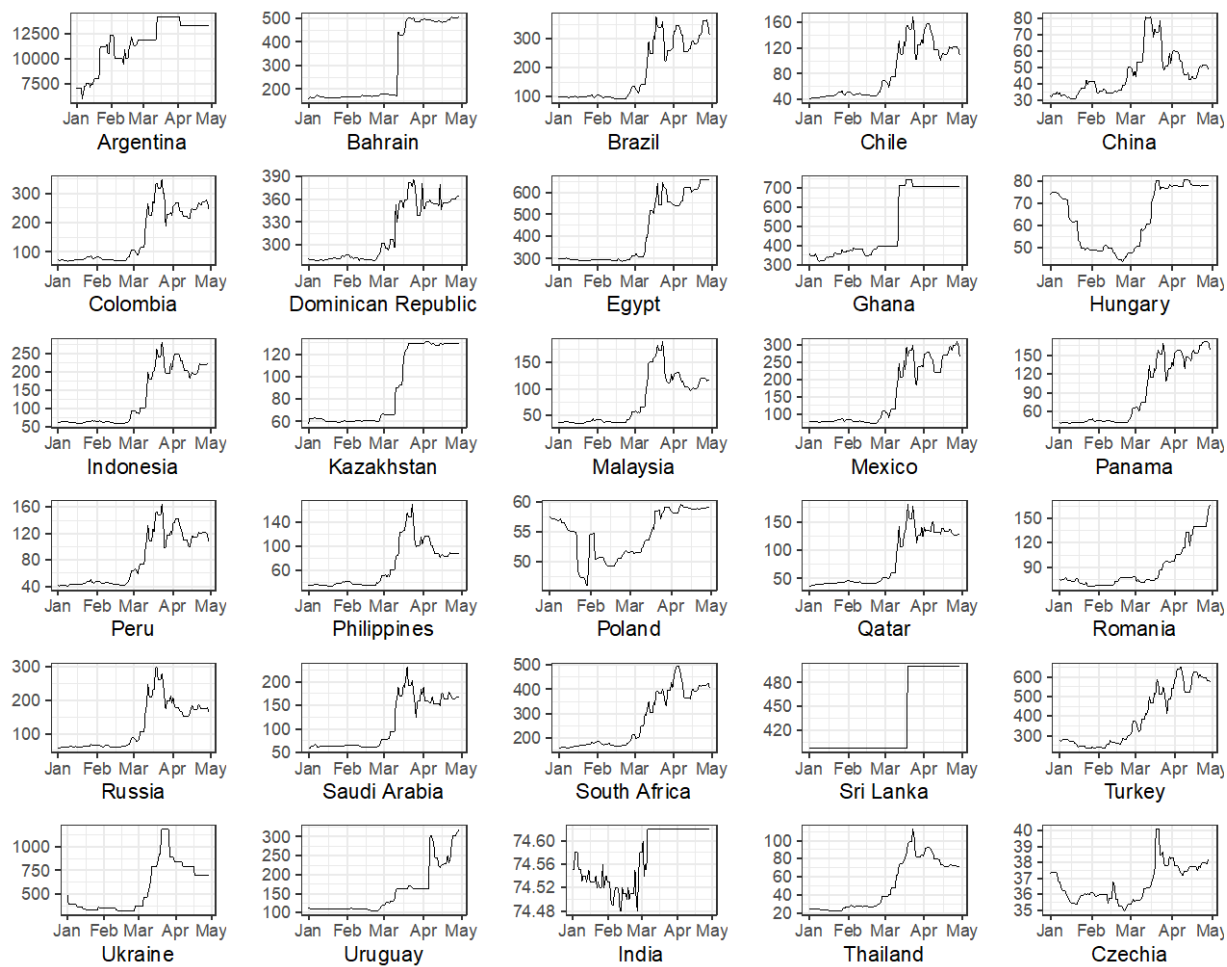 12500
10000
7500
Jan Feb Mar Apr May
Argentina
500
400
300
200
Jan Feb Mar Apr May
Bahrain
300
200
100
Jan Feb Mar Apr May
Brazil
160
120
80
40
Jan Feb Mar Apr May
Chile
80
70
60
50
40
30
Jan Feb Mar Apr May
China
300
200
100
Jan Feb Mar Apr May
Colombia
390
360
330
300
Jan Feb Mar Apr May
Dominican Republic
600
500
400
300
Jan Feb Mar Apr May
Egypt
700
600
500
400
300
Jan Feb Mar Apr May
Ghana
80
70
60
50
Jan Feb Mar Apr May
Hungary
250
200
150
100
50
Jan Feb Mar Apr May
Indonesia
120
100
80
60
Jan Feb Mar Apr May
Kazakhstan
150
100
50
Jan Feb Mar Apr May
Malaysia
300
250
200
150
100
Jan Feb Mar Apr May
Mexico
150
120
90
60
Jan Feb Mar Apr May
Panama
160
120
80
40
Jan Feb Mar Apr May
Peru
140
100
60
Jan Feb Mar Apr May
Philippines
60
55
50
Jan Feb Mar Apr May
Poland
150
100
50
Jan Feb Mar Apr May
Qatar
150
120
90
Jan Feb Mar Apr May
Romania
300
200
100
Jan Feb Mar Apr May
Russia
200
150
100
50
Jan Feb Mar Apr May
Saudi Arabia
500
400
300
200
Jan Feb Mar Apr May
South Africa
480
450
420
Jan Feb Mar Apr May
Sri Lanka
600
500
400
300
Jan Feb Mar Apr May
Turkey
1000
750
500
Jan Feb Mar Apr May
Ukraine
300
250
200
150
100
Jan Feb Mar Apr May
Uruguay
74.60
74.56
74.52
74.48
Jan Feb Mar Apr May
India
100
80
60
40
20
Jan Feb Mar Apr May
Thailand
40
39
38
37
36
35
Jan Feb Mar Apr May
Czechia